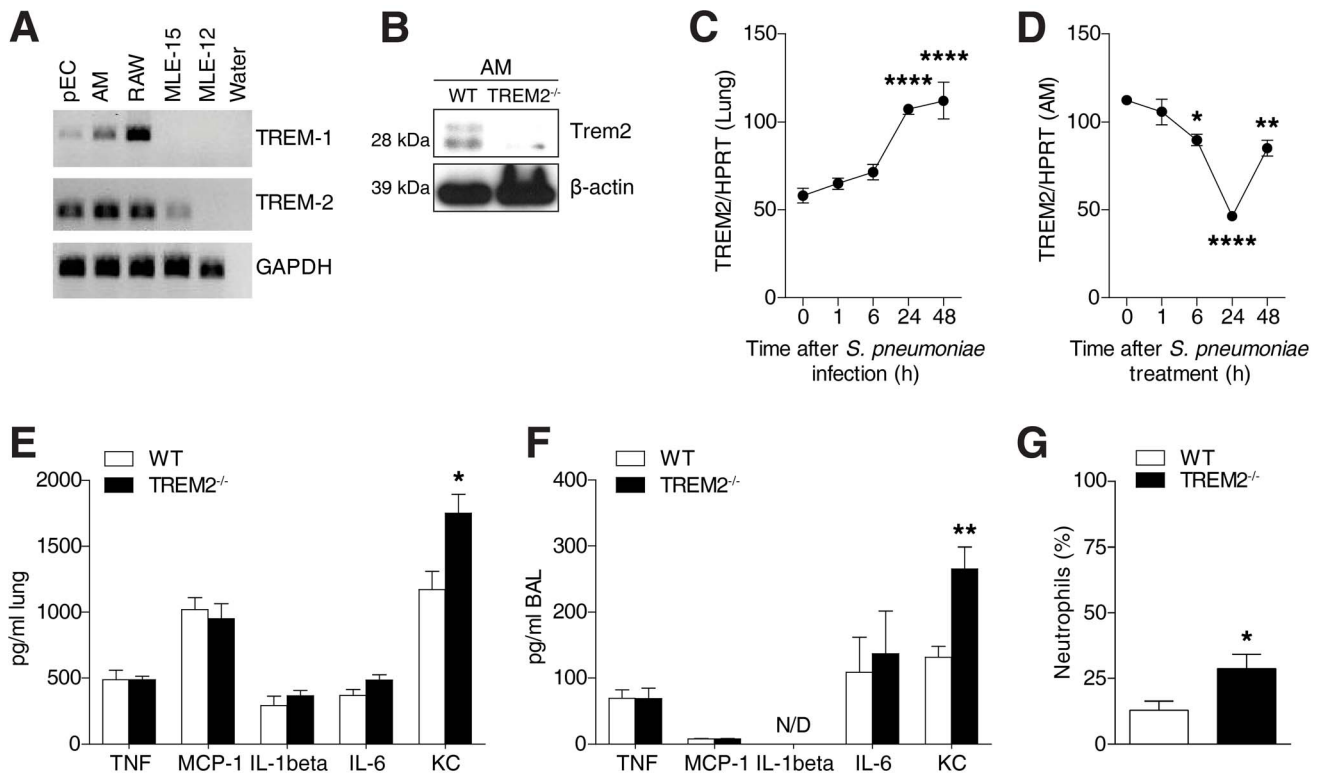 A
pEC
AM
RAW
MLE-15
MLE-12
Water
TREM-1
TREM-2
GAPDH
B
AM
WT TREM2-/-
28 kDa
Trem2
39 kDa
β-actin
C
TREM2/HPRT (Lung)
150
100
50
0
****
****
0 1 6 24 48
Time after S. pneumoniae
infection (h)
D
TREM2/HPRT (AM)
150
100
50
0
*
****
**
0 1 6 24 48
Time after S. pneumoniae
treatment (h)
E
WT
TREM2-/-
pg/ml lung
2000
1500
1000
500
0
*
TNF MCP-1 IL-1beta IL-6 KC
F
WT
TREM2-/-
pg/ml BAL
400
300
200
100
0
N/D
**
TNF MCP-1 IL-1beta IL-6 KC
G
WT
TREM2-/-
Neutrophils (%)
100
75
50
25
0
*